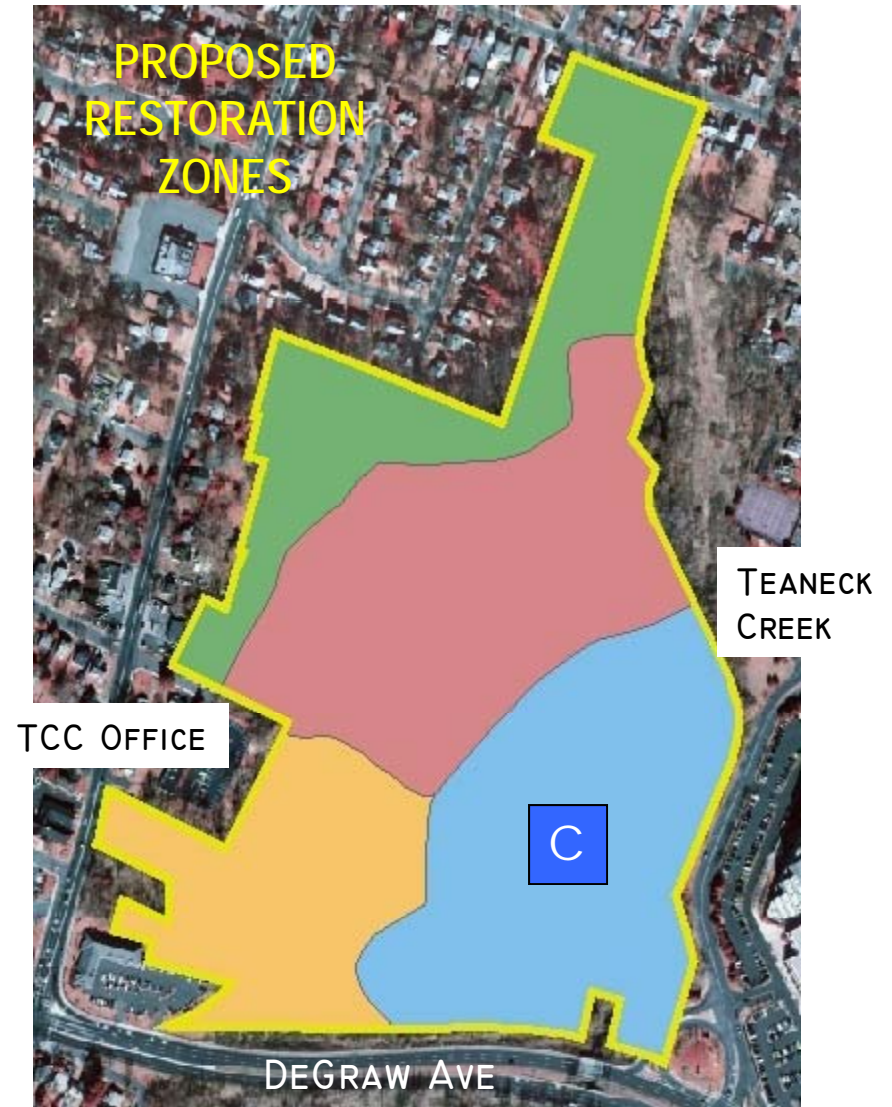 PROPOSED
RESTORATION
ZONES
TEANECK
CREEK
TCC OFFICE
C
DEGRAW AVE